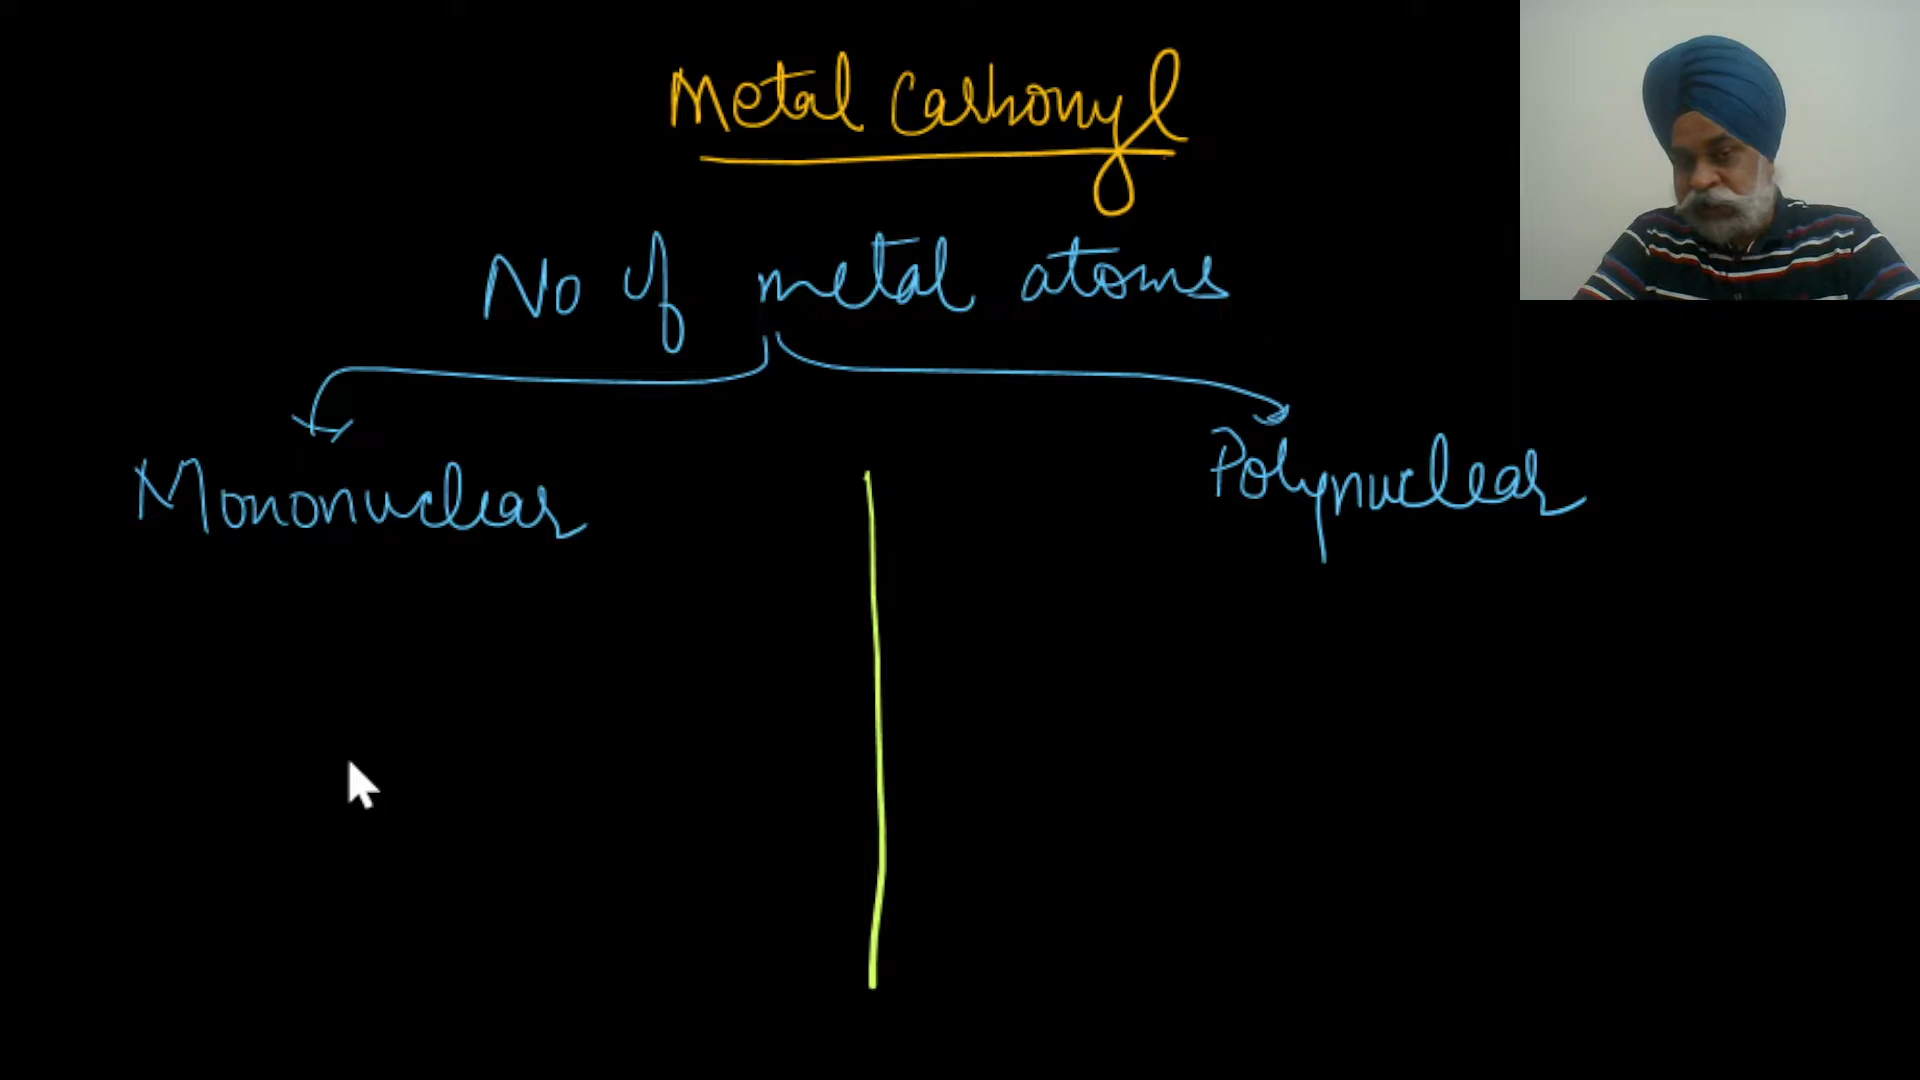 Metal Carbonyl
No of metal atoms
Mononuclear
Polynuclear